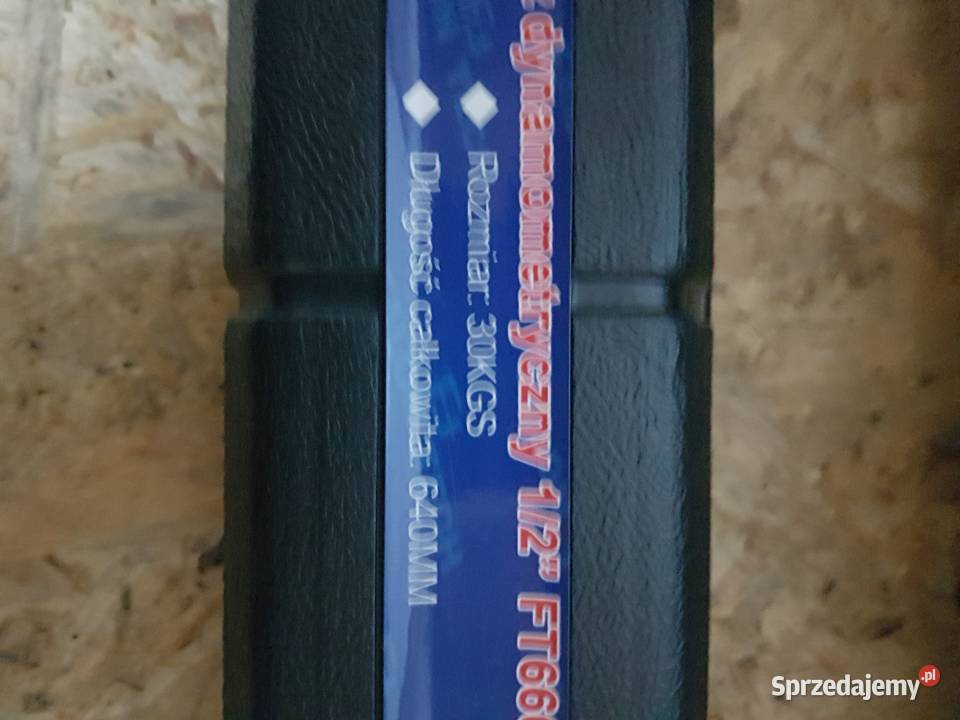 dynamometryczny 1/2" FT66
Rozmiar: 30KGS
Długość całkowita: 640MM
Sprzedajemy.pl